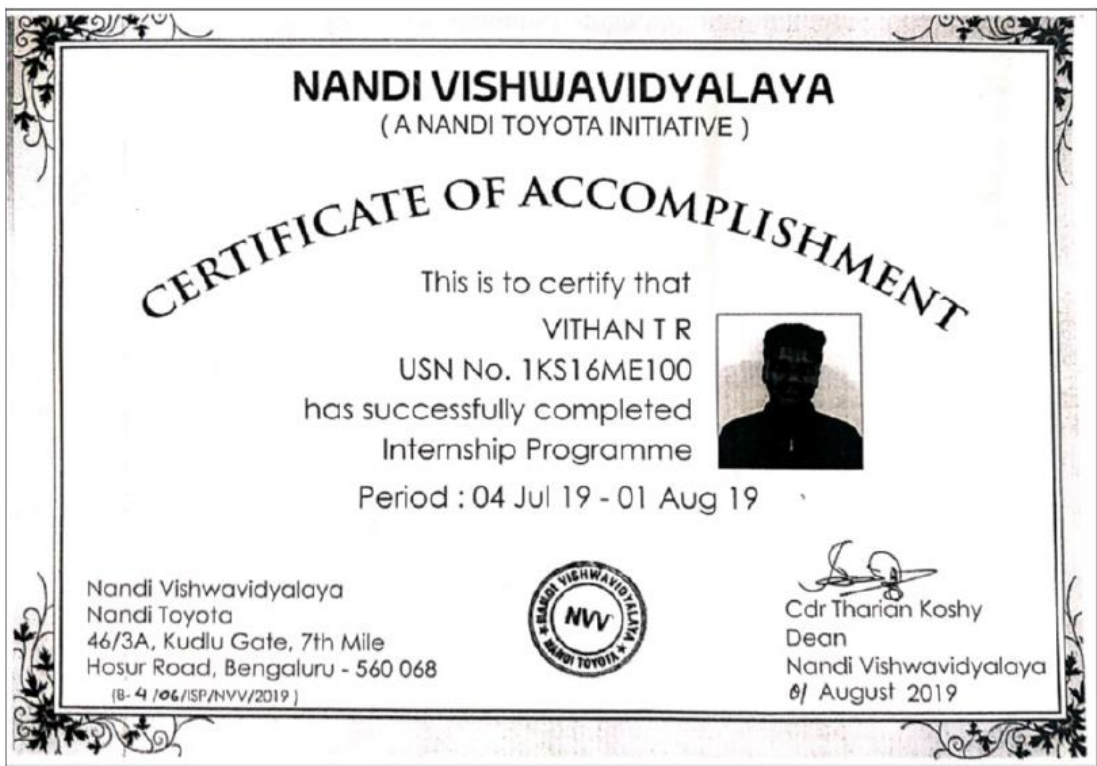 NANDI VISHWAVIDYALAYA
( A NANDI TOYOTA INITIATIVE )
CERTIFICATE OF ACCOMPLISHMENT
This is to certify that
VITHAN T R
USN No. 1KS16ME100
has successfully completed
Internship Programme
Period : 04 Jul 19 - 01 Aug 19
Nandi Vishwavidyalaya
Nandi Toyota
46/3A, Kudlu Gate, 7th Mile
Hosur Road, Bengaluru - 560 068
(B- 4 /06/ISP/NVV/2019 )
NANDI VISHWAVIDYALAYA
NVV
★ NANDI TOYOTA ★
Cdr Tharian Koshy
Dean
Nandi Vishwavidyalaya
01 August 2019